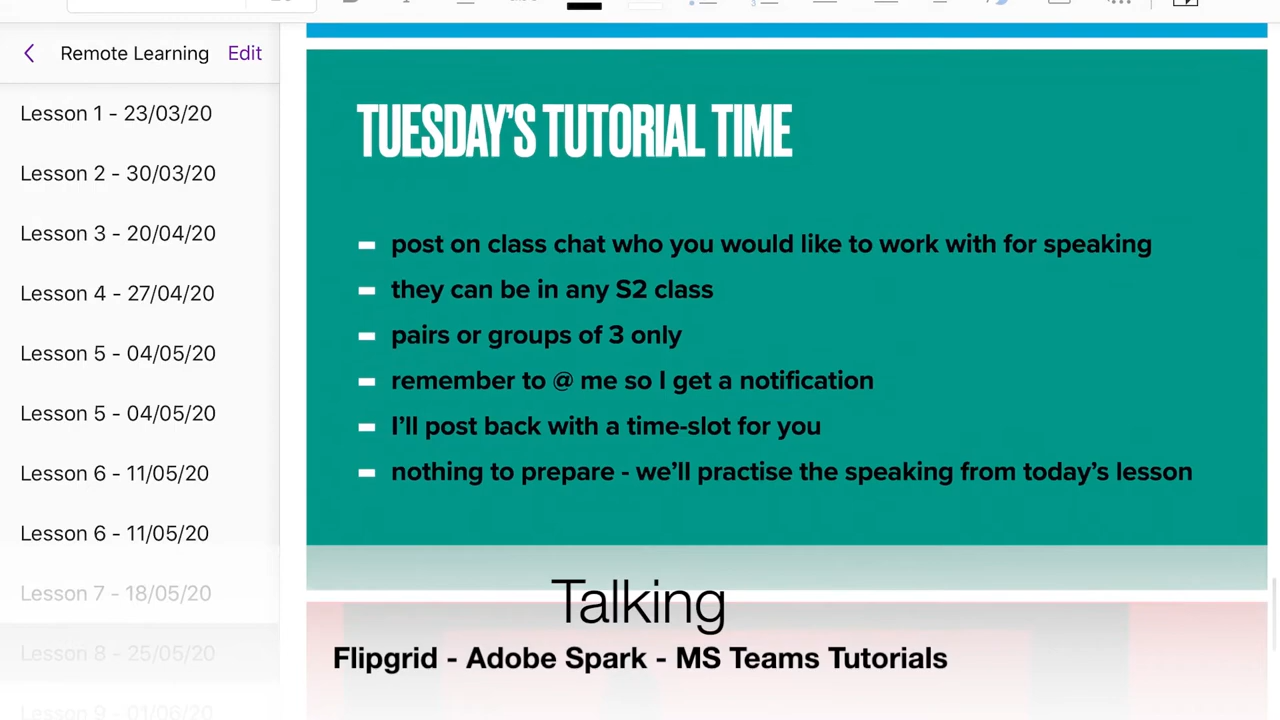 Remote Learning Edit
Lesson 1 - 23/03/20
Lesson 2 - 30/03/20
Lesson 3 - 20/04/20
Lesson 4 - 27/04/20
Lesson 5 - 04/05/20
Lesson 5 - 04/05/20
Lesson 6 - 11/05/20
Lesson 6 - 11/05/20
Lesson 7 - 18/05/20
Lesson 8 - 25/05/20
Lesson 9 - 01/06/20
TUESDAY'S TUTORIAL TIME
post on class chat who you would like to work with for speaking
they can be in any S2 class
pairs or groups of 3 only
remember to @ me so I get a notification
I'll post back with a time-slot for you
nothing to prepare - we'll practise the speaking from today's lesson
Talking
Flipgrid - Adobe Spark - MS Teams Tutorials